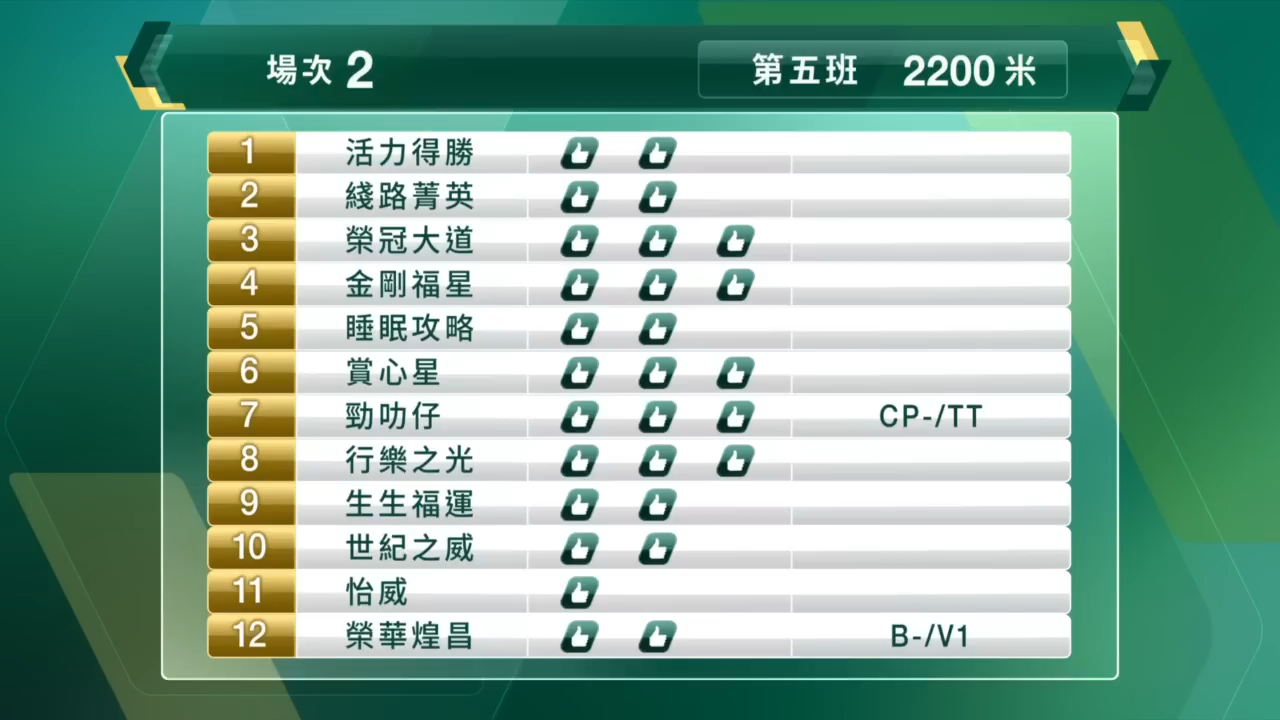 場次 2 第五班 2200 米
1 活力得勝
2 綫路菁英
3 榮冠大道
4 金剛福星
5 睡眠攻略
6 賞心星
7 勁叻仔 CP-/TT
8 行樂之光
9 生生福運
10 世紀之威
11 怡威
12 榮華煌昌 B-/V1